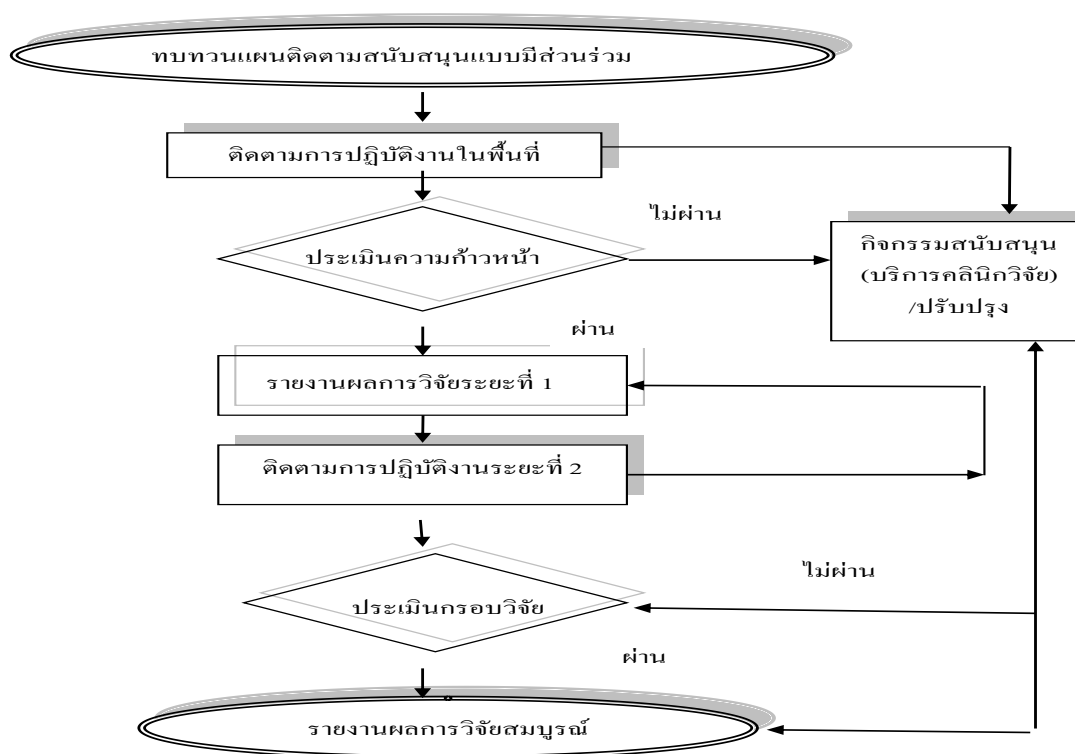 ทบทวนแผนติดตามสนับสนุนแบบมีส่วนร่วม
ติดตามการปฏิบัติงานในพื้นที่
ไม่ผ่าน
ประเมินความก้าวหน้า
กิจกรรมสนับสนุน
(บริการคลินิกวิจัย)
/ปรับปรุง
ผ่าน
รายงานผลการวิจัยระยะที่ 1
ติดตามการปฏิบัติงานระยะที่ 2
ไม่ผ่าน
ประเมินกรอบวิจัย
ผ่าน
รายงานผลการวิจัยสมบูรณ์